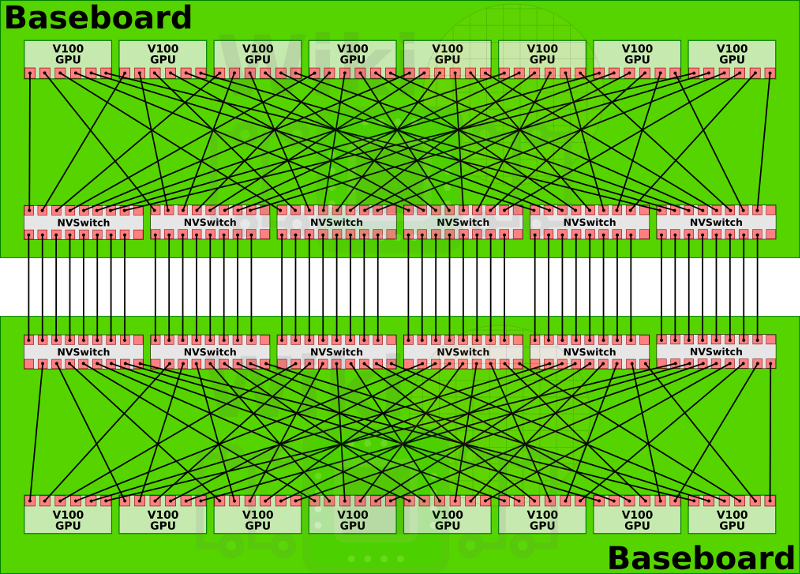 Baseboard
V100 V100 V100 V100 V100 V100 V100 V100
GPU GPU GPU GPU GPU GPU GPU GPU
NVSwitch NVSwitch NVSwitch NVSwitch NVSwitch NVSwitch
NVSwitch NVSwitch NVSwitch NVSwitch NVSwitch NVSwitch
V100 V100 V100 V100 V100 V100 V100 V100
GPU GPU GPU GPU GPU GPU GPU GPU
Baseboard